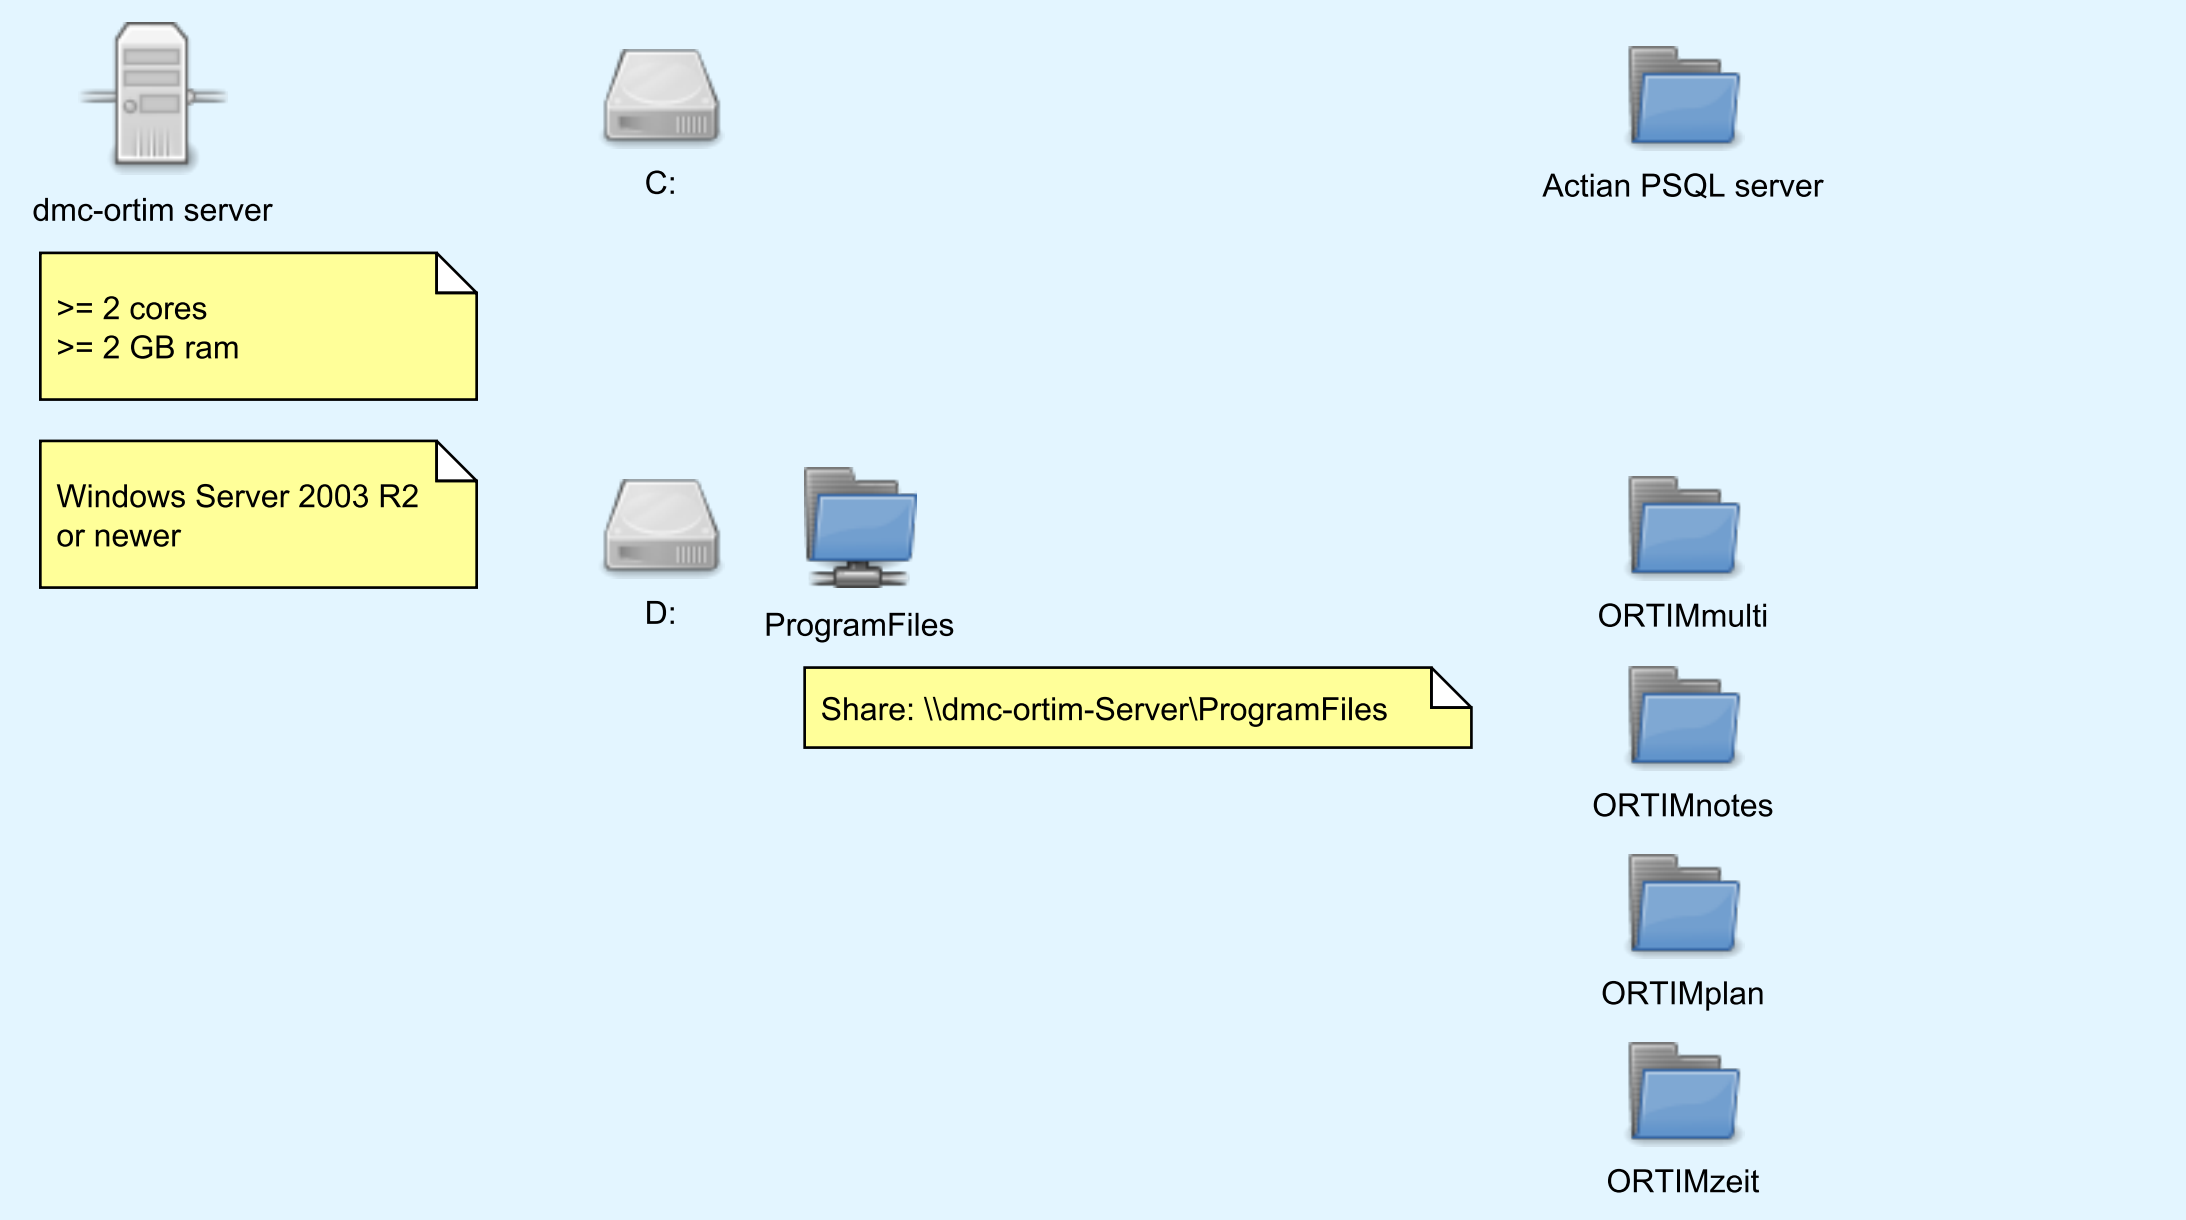 dmc-ortim server
C:
Actian PSQL server
>= 2 cores
>= 2 GB ram
Windows Server 2003 R2
or newer
D:
ProgramFiles
Share: \\dmc-ortim-Server\ProgramFiles
ORTIMmulti
ORTIMnotes
ORTIMplan
ORTIMzeit